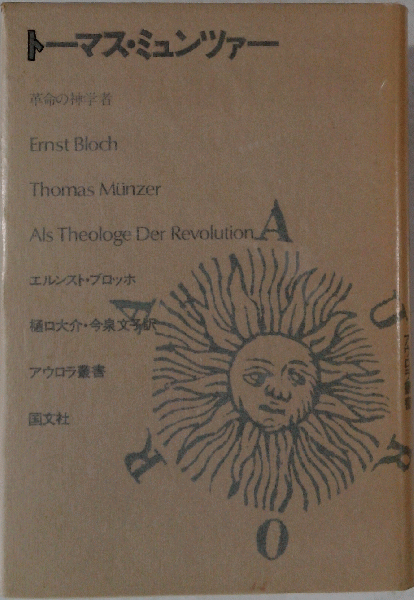 トーマス・ミュンツァー
革命の神学者
Ernst Bloch
Thomas Münzer
Als Theologe Der Revolution
エルンスト・ブロッホ
樋口大介・今泉文子訳
アウロラ叢書
国文社
A
U
R
O
R
A